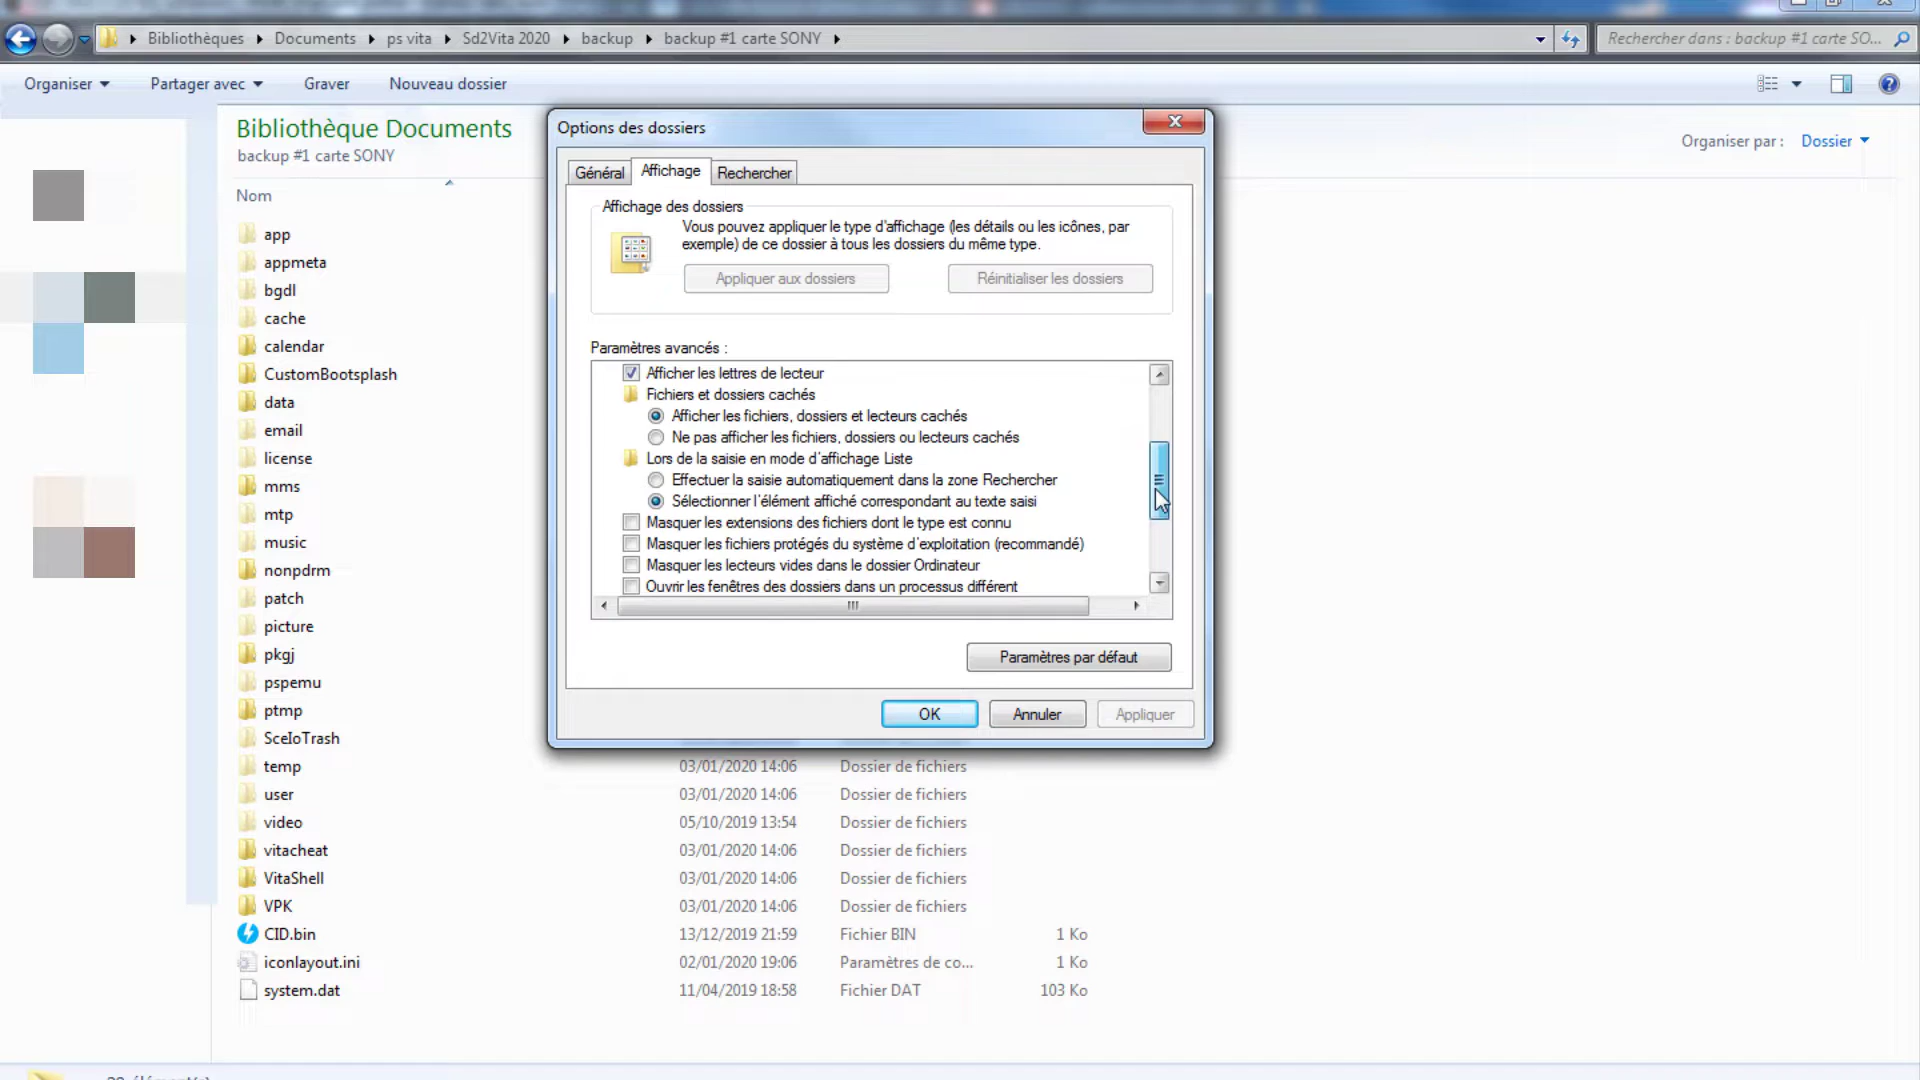 Bibliothèques Documents ps vita Sd2Vita 2020 backup backup #1 carte SONY
Rechercher dans : backup #1 carte SO...
Organiser Partager avec Graver Nouveau dossier
Bibliothèque Documents
backup #1 carte SONY
Organiser par : Dossier
Nom
app
appmeta
bgdl
cache
calendar
CustomBootsplash
data
email
license
mms
mtp
music
nonpdrm
patch
picture
pkgj
pspemu
ptmp
SceIoTrash
temp 03/01/2020 14:06 Dossier de fichiers
user 03/01/2020 14:06 Dossier de fichiers
video 05/10/2019 13:54 Dossier de fichiers
vitacheat 03/01/2020 14:06 Dossier de fichiers
VitaShell 03/01/2020 14:06 Dossier de fichiers
VPK 03/01/2020 14:06 Dossier de fichiers
CID.bin 13/12/2019 21:59 Fichier BIN 1 Ko
iconlayout.ini 02/01/2020 19:06 Paramètres de co... 1 Ko
system.dat 11/04/2019 18:58 Fichier DAT 103 Ko
Options des dossiers
Général Affichage Rechercher
Affichage des dossiers
Vous pouvez appliquer le type d'affichage (les détails ou les icônes, par
exemple) de ce dossier à tous les dossiers du même type.
Appliquer aux dossiers Réinitialiser les dossiers
Paramètres avancés :
Afficher les lettres de lecteur
Fichiers et dossiers cachés
Afficher les fichiers, dossiers et lecteurs cachés
Ne pas afficher les fichiers, dossiers ou lecteurs cachés
Lors de la saisie en mode d'affichage Liste
Effectuer la saisie automatiquement dans la zone Rechercher
Sélectionner l'élément affiché correspondant au texte saisi
Masquer les extensions des fichiers dont le type est connu
Masquer les fichiers protégés du système d'exploitation (recommandé)
Masquer les lecteurs vides dans le dossier Ordinateur
Ouvrir les fenêtres des dossiers dans un processus différent
Paramètres par défaut
OK Annuler Appliquer